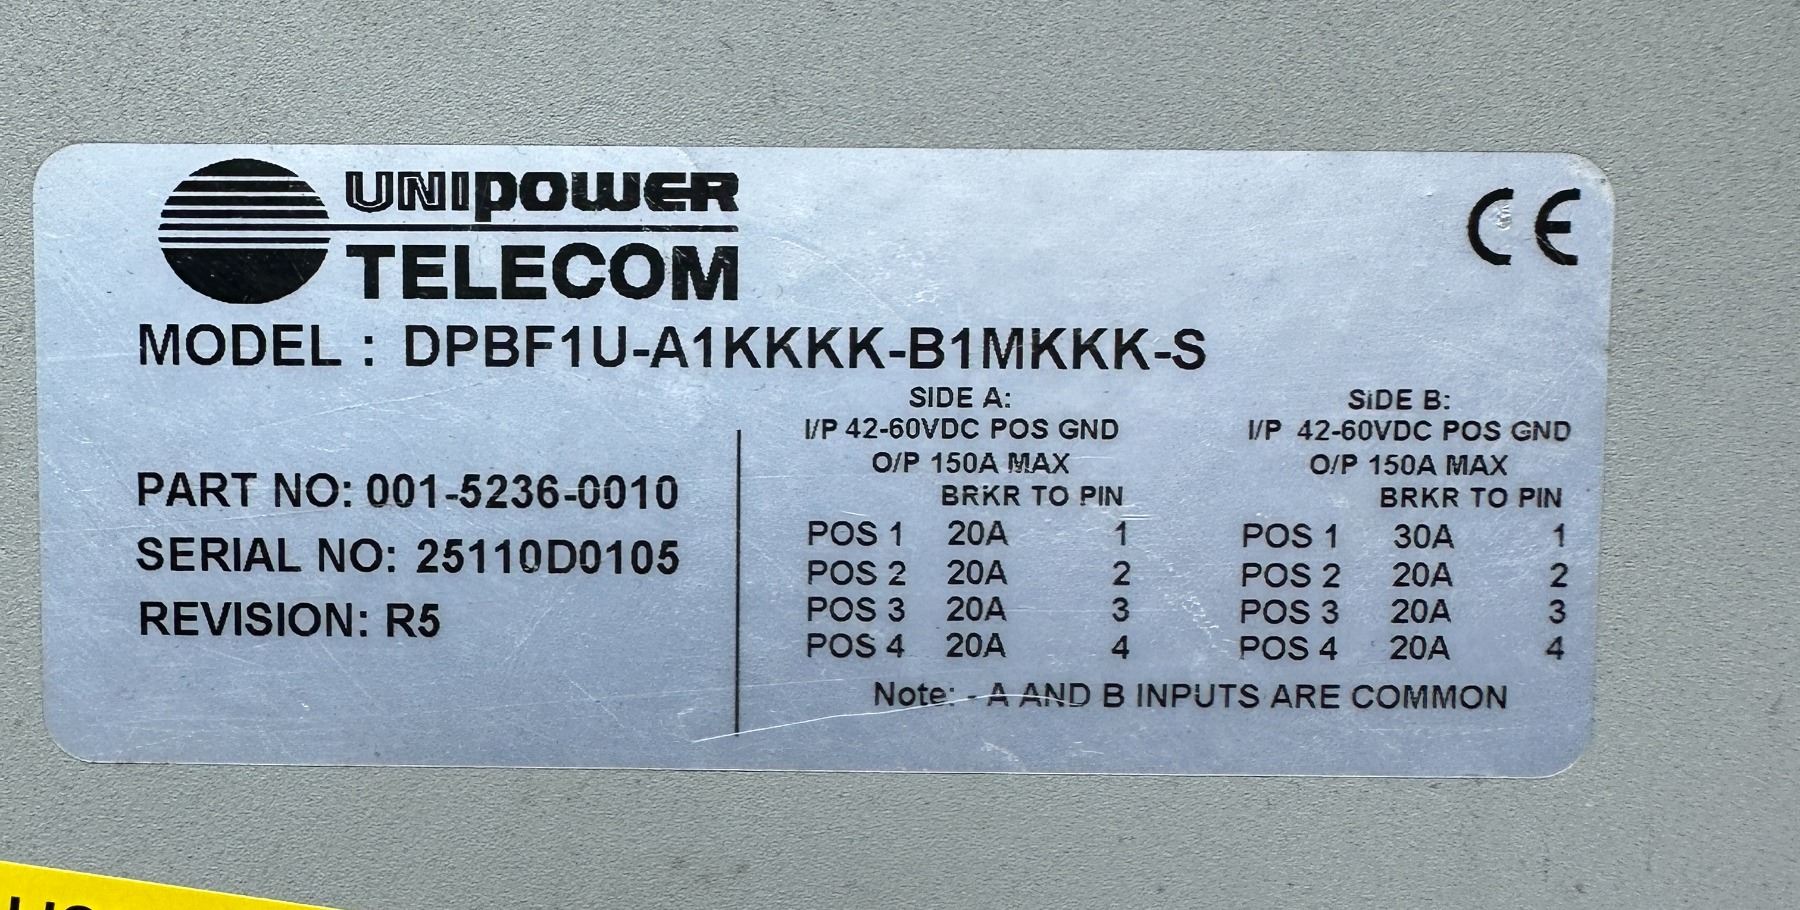 UNIPOWER
TELECOM
CE
MODEL : DPBF1U-A1KKKK-B1MKKK-S
PART NO: 001-5236-0010
SERIAL NO: 25110D0105
REVISION: R5
SIDE A:
I/P 42-60VDC POS GND
O/P 150A MAX
BRKR TO PIN
POS 1 20A 1
POS 2 20A 2
POS 3 20A 3
POS 4 20A 4
SIDE B:
I/P 42-60VDC POS GND
O/P 150A MAX
BRKR TO PIN
POS 1 30A 1
POS 2 20A 2
POS 3 20A 3
POS 4 20A 4
Note: - A AND B INPUTS ARE COMMON